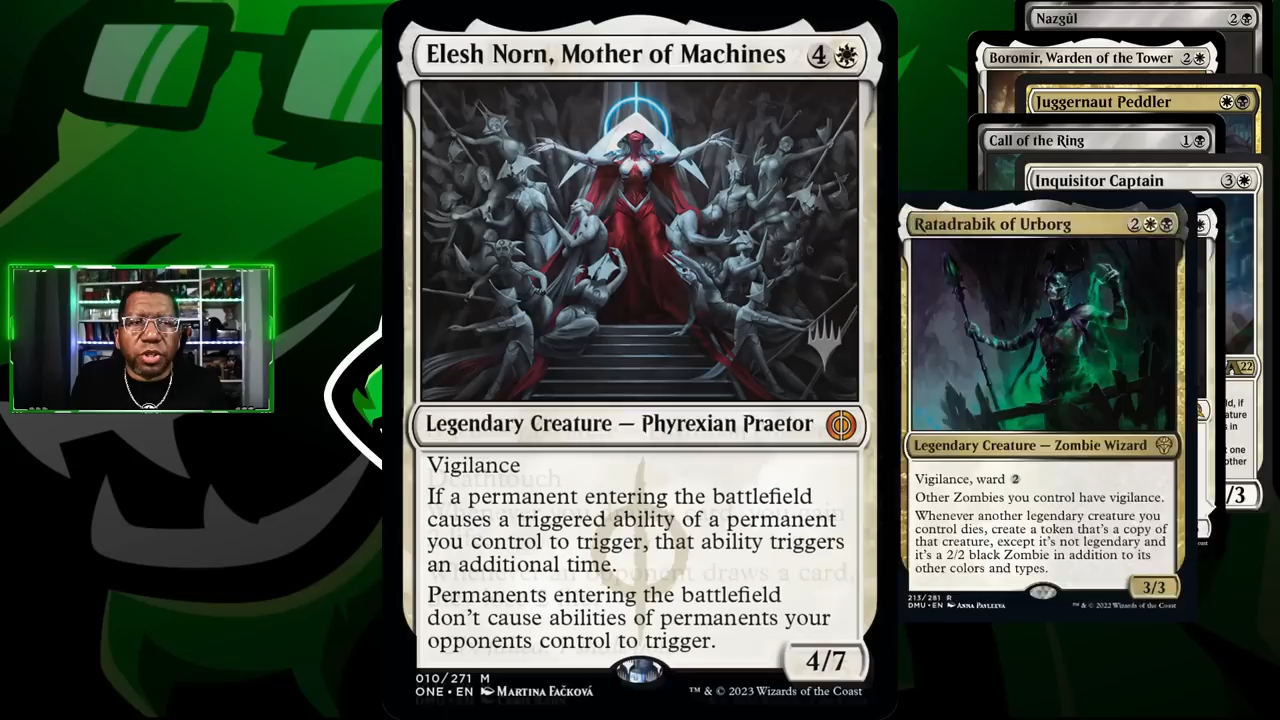 Elesh Norn, Mother of Machines 4
Legendary Creature — Phyrexian Praetor
Vigilance
If a permanent entering the battlefield
causes a triggered ability of a permanent
you control to trigger, that ability triggers
an additional time.
Permanents entering the battlefield
don't cause abilities of permanents your
opponents control to trigger.
4/7
010/271 M
ONE • EN Martina Fačková
™ & © 2023 Wizards of the Coast
Nazgûl 2
Boromir, Warden of the Tower 2
Juggernaut Peddler
Call of the Ring 1
Inquisitor Captain 3
Ratadrabik of Urborg 2
Legendary Creature — Zombie Wizard
Vigilance, ward 2
Other Zombies you control have vigilance.
Whenever another legendary creature you
control dies, create a token that's a copy of
that creature, except it's not legendary and
it's a 2/2 black Zombie in addition to its
other colors and types.
3/3
213/281 R
DMU • EN Anna Pavleeva
™ & © 2022 Wizards of the Coast
A22
ld, if
ature
one
other
/3